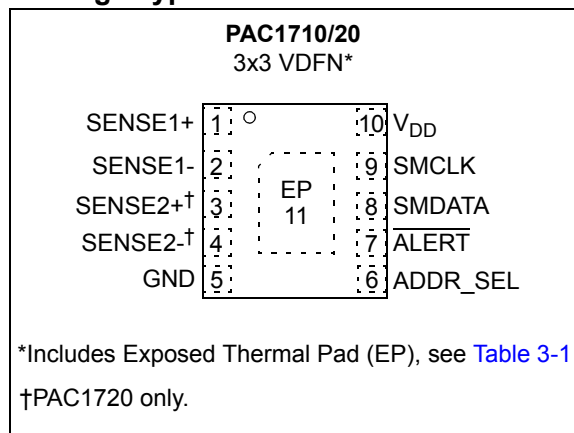 PAC1710/20
3x3 VDFN*
SENSE1+ 1 10 VDD
SENSE1- 2 9 SMCLK
EP
SENSE2+† 3 8 SMDATA
11
SENSE2-† 4 7 ALERT
GND 5 6 ADDR_SEL
*Includes Exposed Thermal Pad (EP), see Table 3-1
†PAC1720 only.